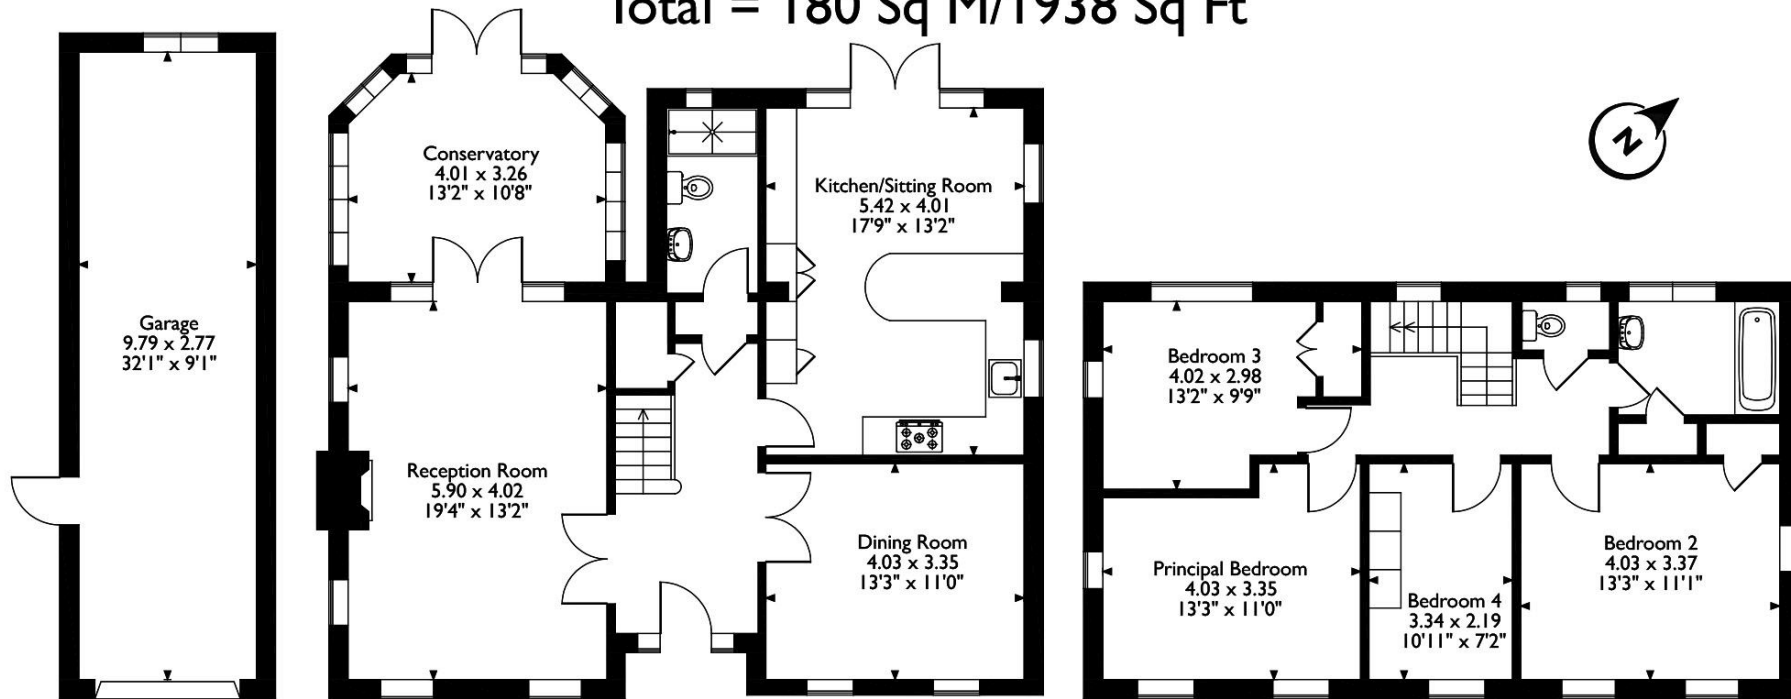 Total = 180 Sq M/1938 Sq Ft
Conservatory
4.01 x 3.26
13'2" x 10'8"
Kitchen/Sitting Room
5.42 x 4.01
17'9" x 13'2"
N
Garage
9.79 x 2.77
32'1" x 9'1"
Bedroom 3
4.02 x 2.98
13'2" x 9'9"
Reception Room
5.90 x 4.02
19'4" x 13'2"
Dining Room
4.03 x 3.35
13'3" x 11'0"
Principal Bedroom
4.03 x 3.35
13'3" x 11'0"
Bedroom 4
3.34 x 2.19
10'11" x 7'2"
Bedroom 2
4.03 x 3.37
13'3" x 11'1"